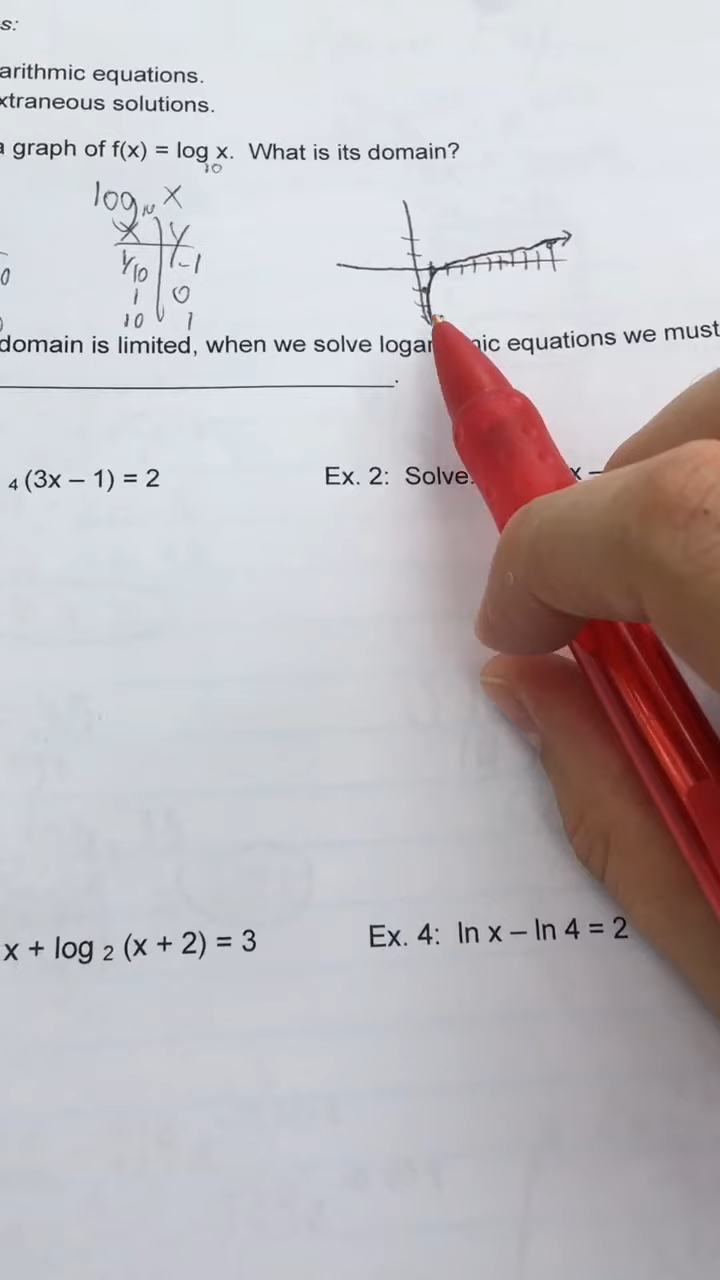 s:
arithmic equations.
xtraneous solutions.
a graph of f(x) = log x. What is its domain?
10
log₁₀ X
X Y
1/10 -1
0
1 0
10 1
domain is limited, when we solve logar ic equations we must
.
4 (3x – 1) = 2
Ex. 2: Solve: x –
x + log 2 (x + 2) = 3
Ex. 4: ln x – ln 4 = 2